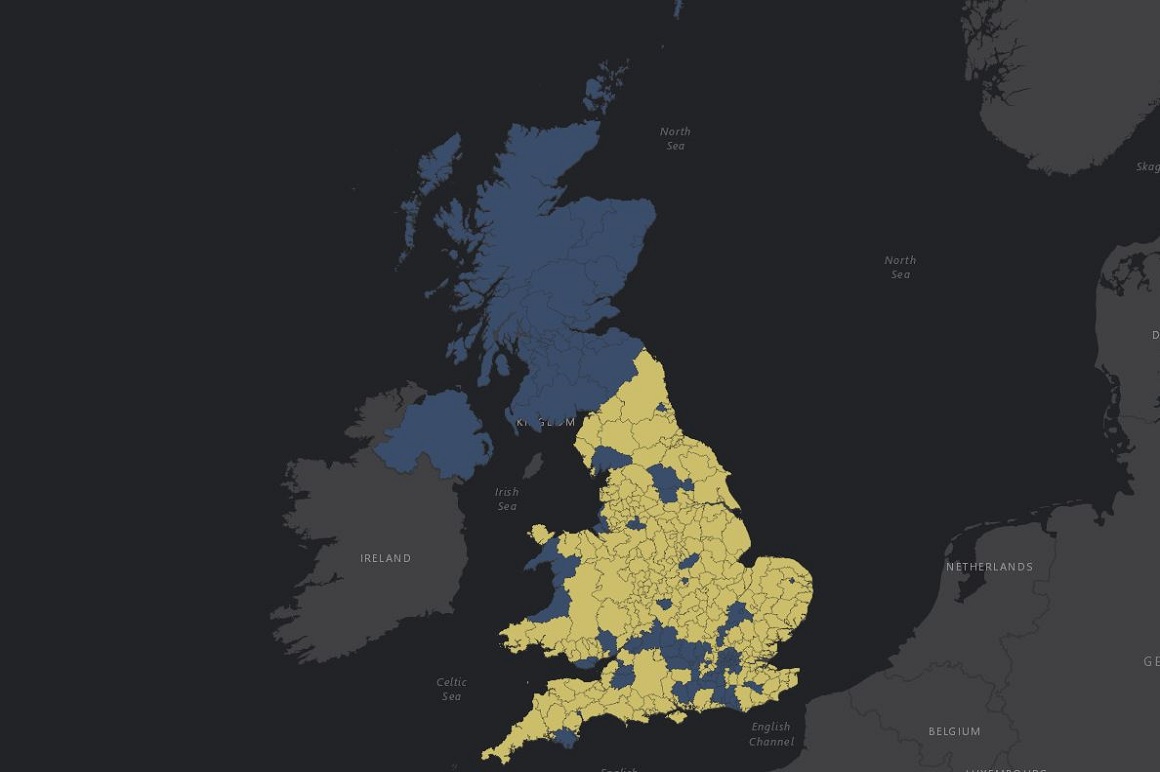 North
Sea
Skag
North
Sea
D
KINGDOM
Irish
Sea
IRELAND
NETHERLANDS
GE
Celtic
Sea
English
Channel
BELGIUM
English
LUXEMBOURG